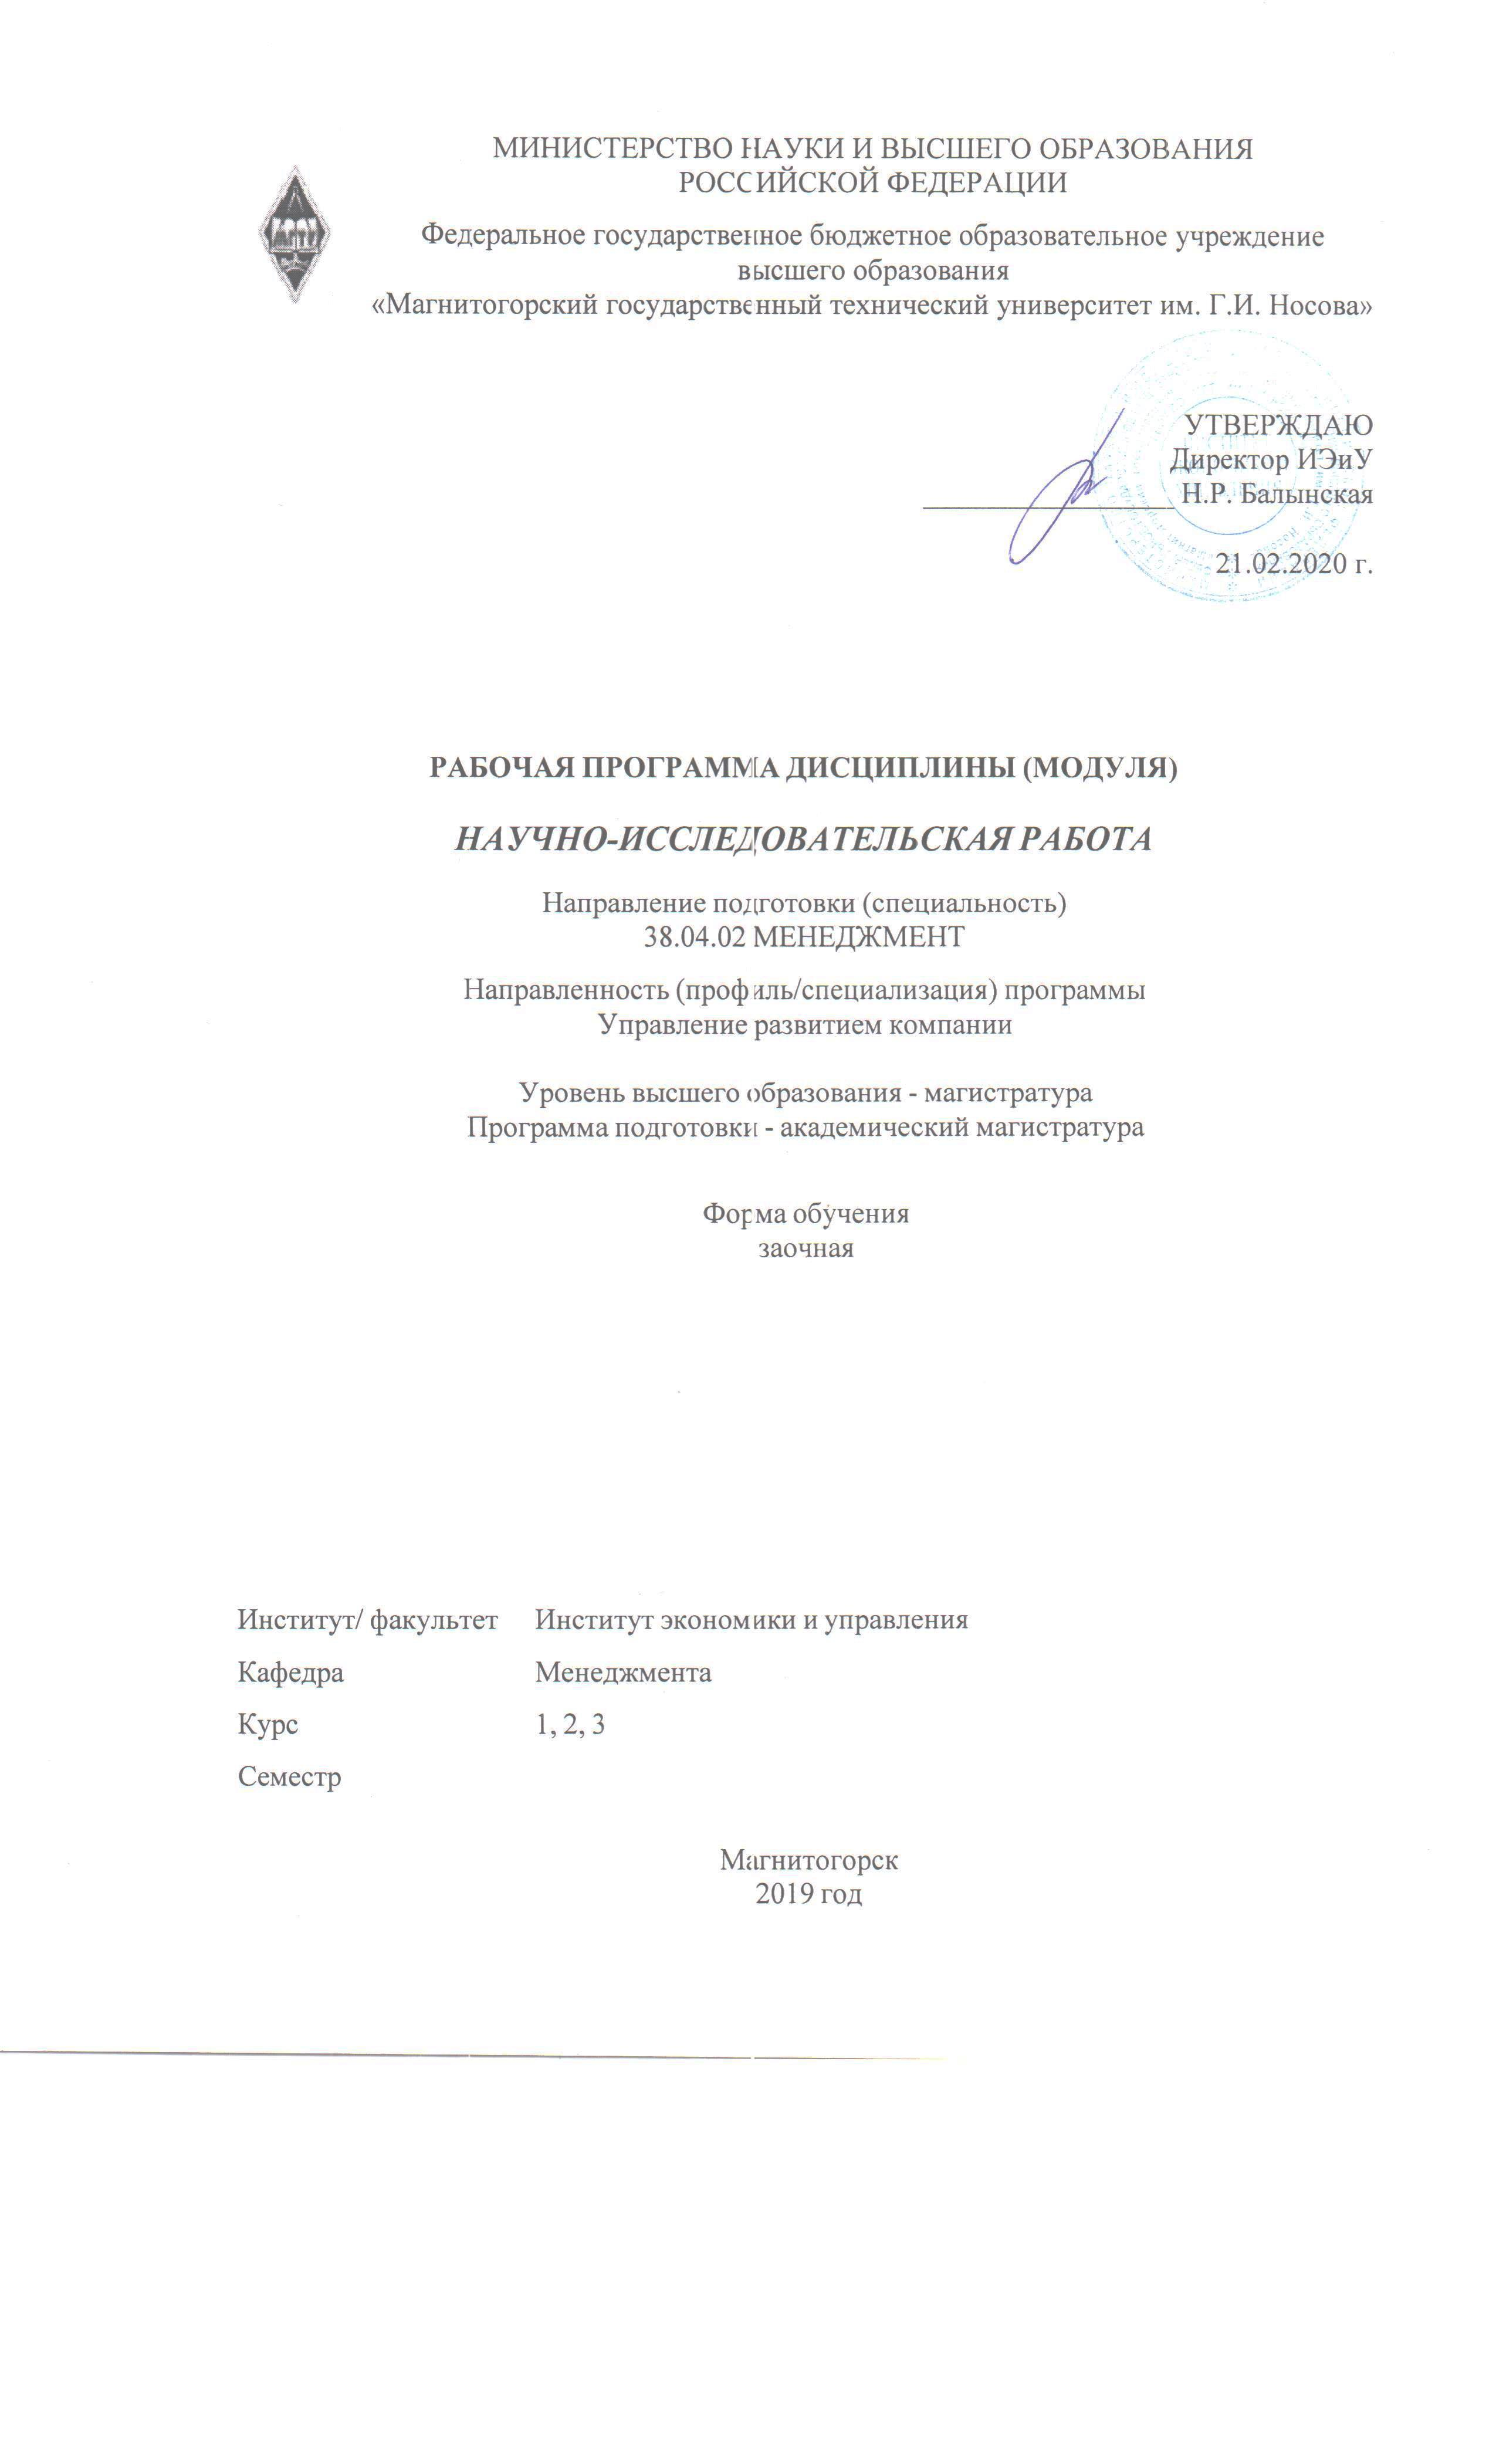 МИНИСТЕРСТВО НАУКИ И ВЫСШЕГО ОБРАЗОВАНИЯ
РОССИЙСКОЙ ФЕДЕРАЦИИ
Федеральное государственное бюджетное образовательное учреждение
высшего образования
«Магнитогорский государственный технический университет им. Г.И. Носова»
МГТУ
УТВЕРЖДАЮ
Директор ИЭиУ
Н.Р. Балынская
21.02.2020 г.
РАБОЧАЯ ПРОГРАММА ДИСЦИПЛИНЫ (МОДУЛЯ)
НАУЧНО-ИССЛЕДОВАТЕЛЬСКАЯ РАБОТА
Направление подготовки (специальность)
38.04.02 МЕНЕДЖМЕНТ
Направленность (профиль/специализация) программы
Управление развитием компании
Уровень высшего образования - магистратура
Программа подготовки - академический магистратура
Форма обучения
заочная
Институт/ факультет Институт экономики и управления
Кафедра Менеджмента
Курс 1, 2, 3
Семестр
Магнитогорск
2019 год